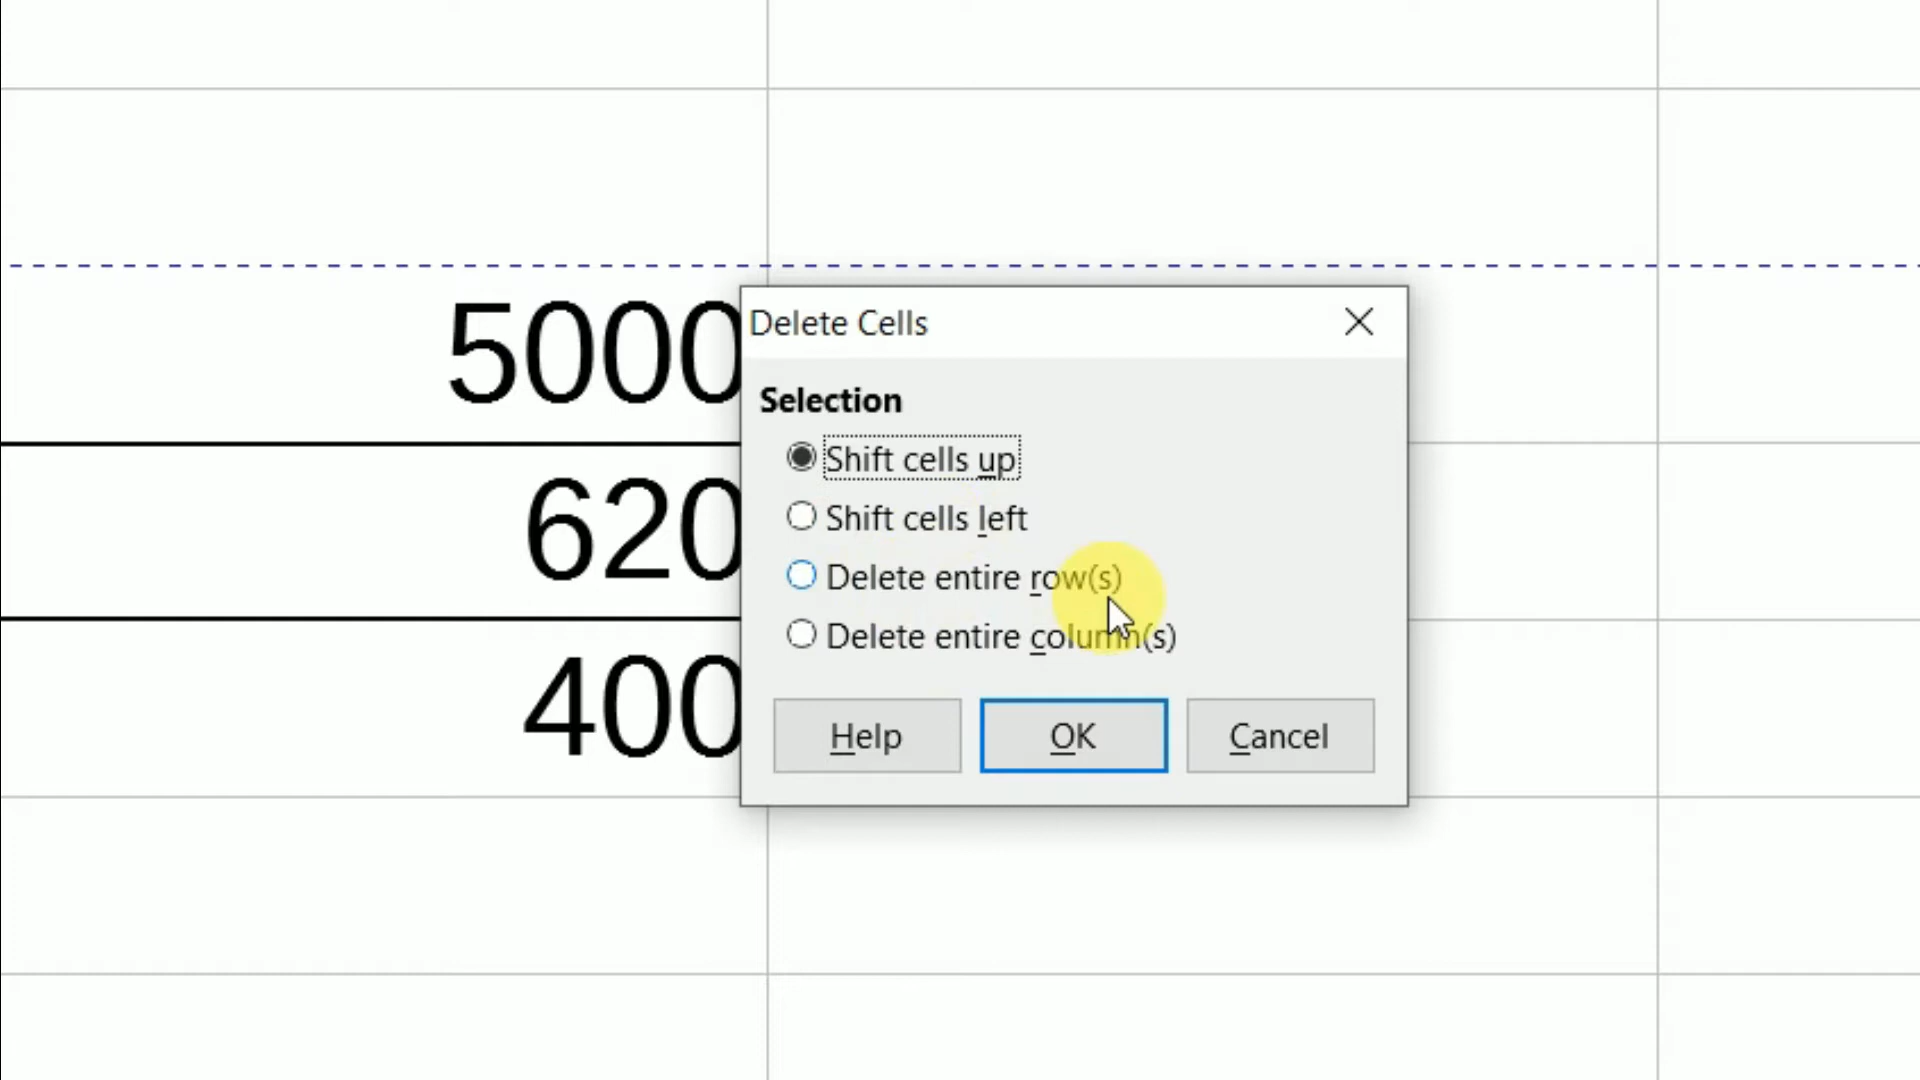 5000
620
400
Delete Cells
Selection
Shift cells up
Shift cells left
Delete entire row(s)
Delete entire column(s)
Help
OK
Cancel